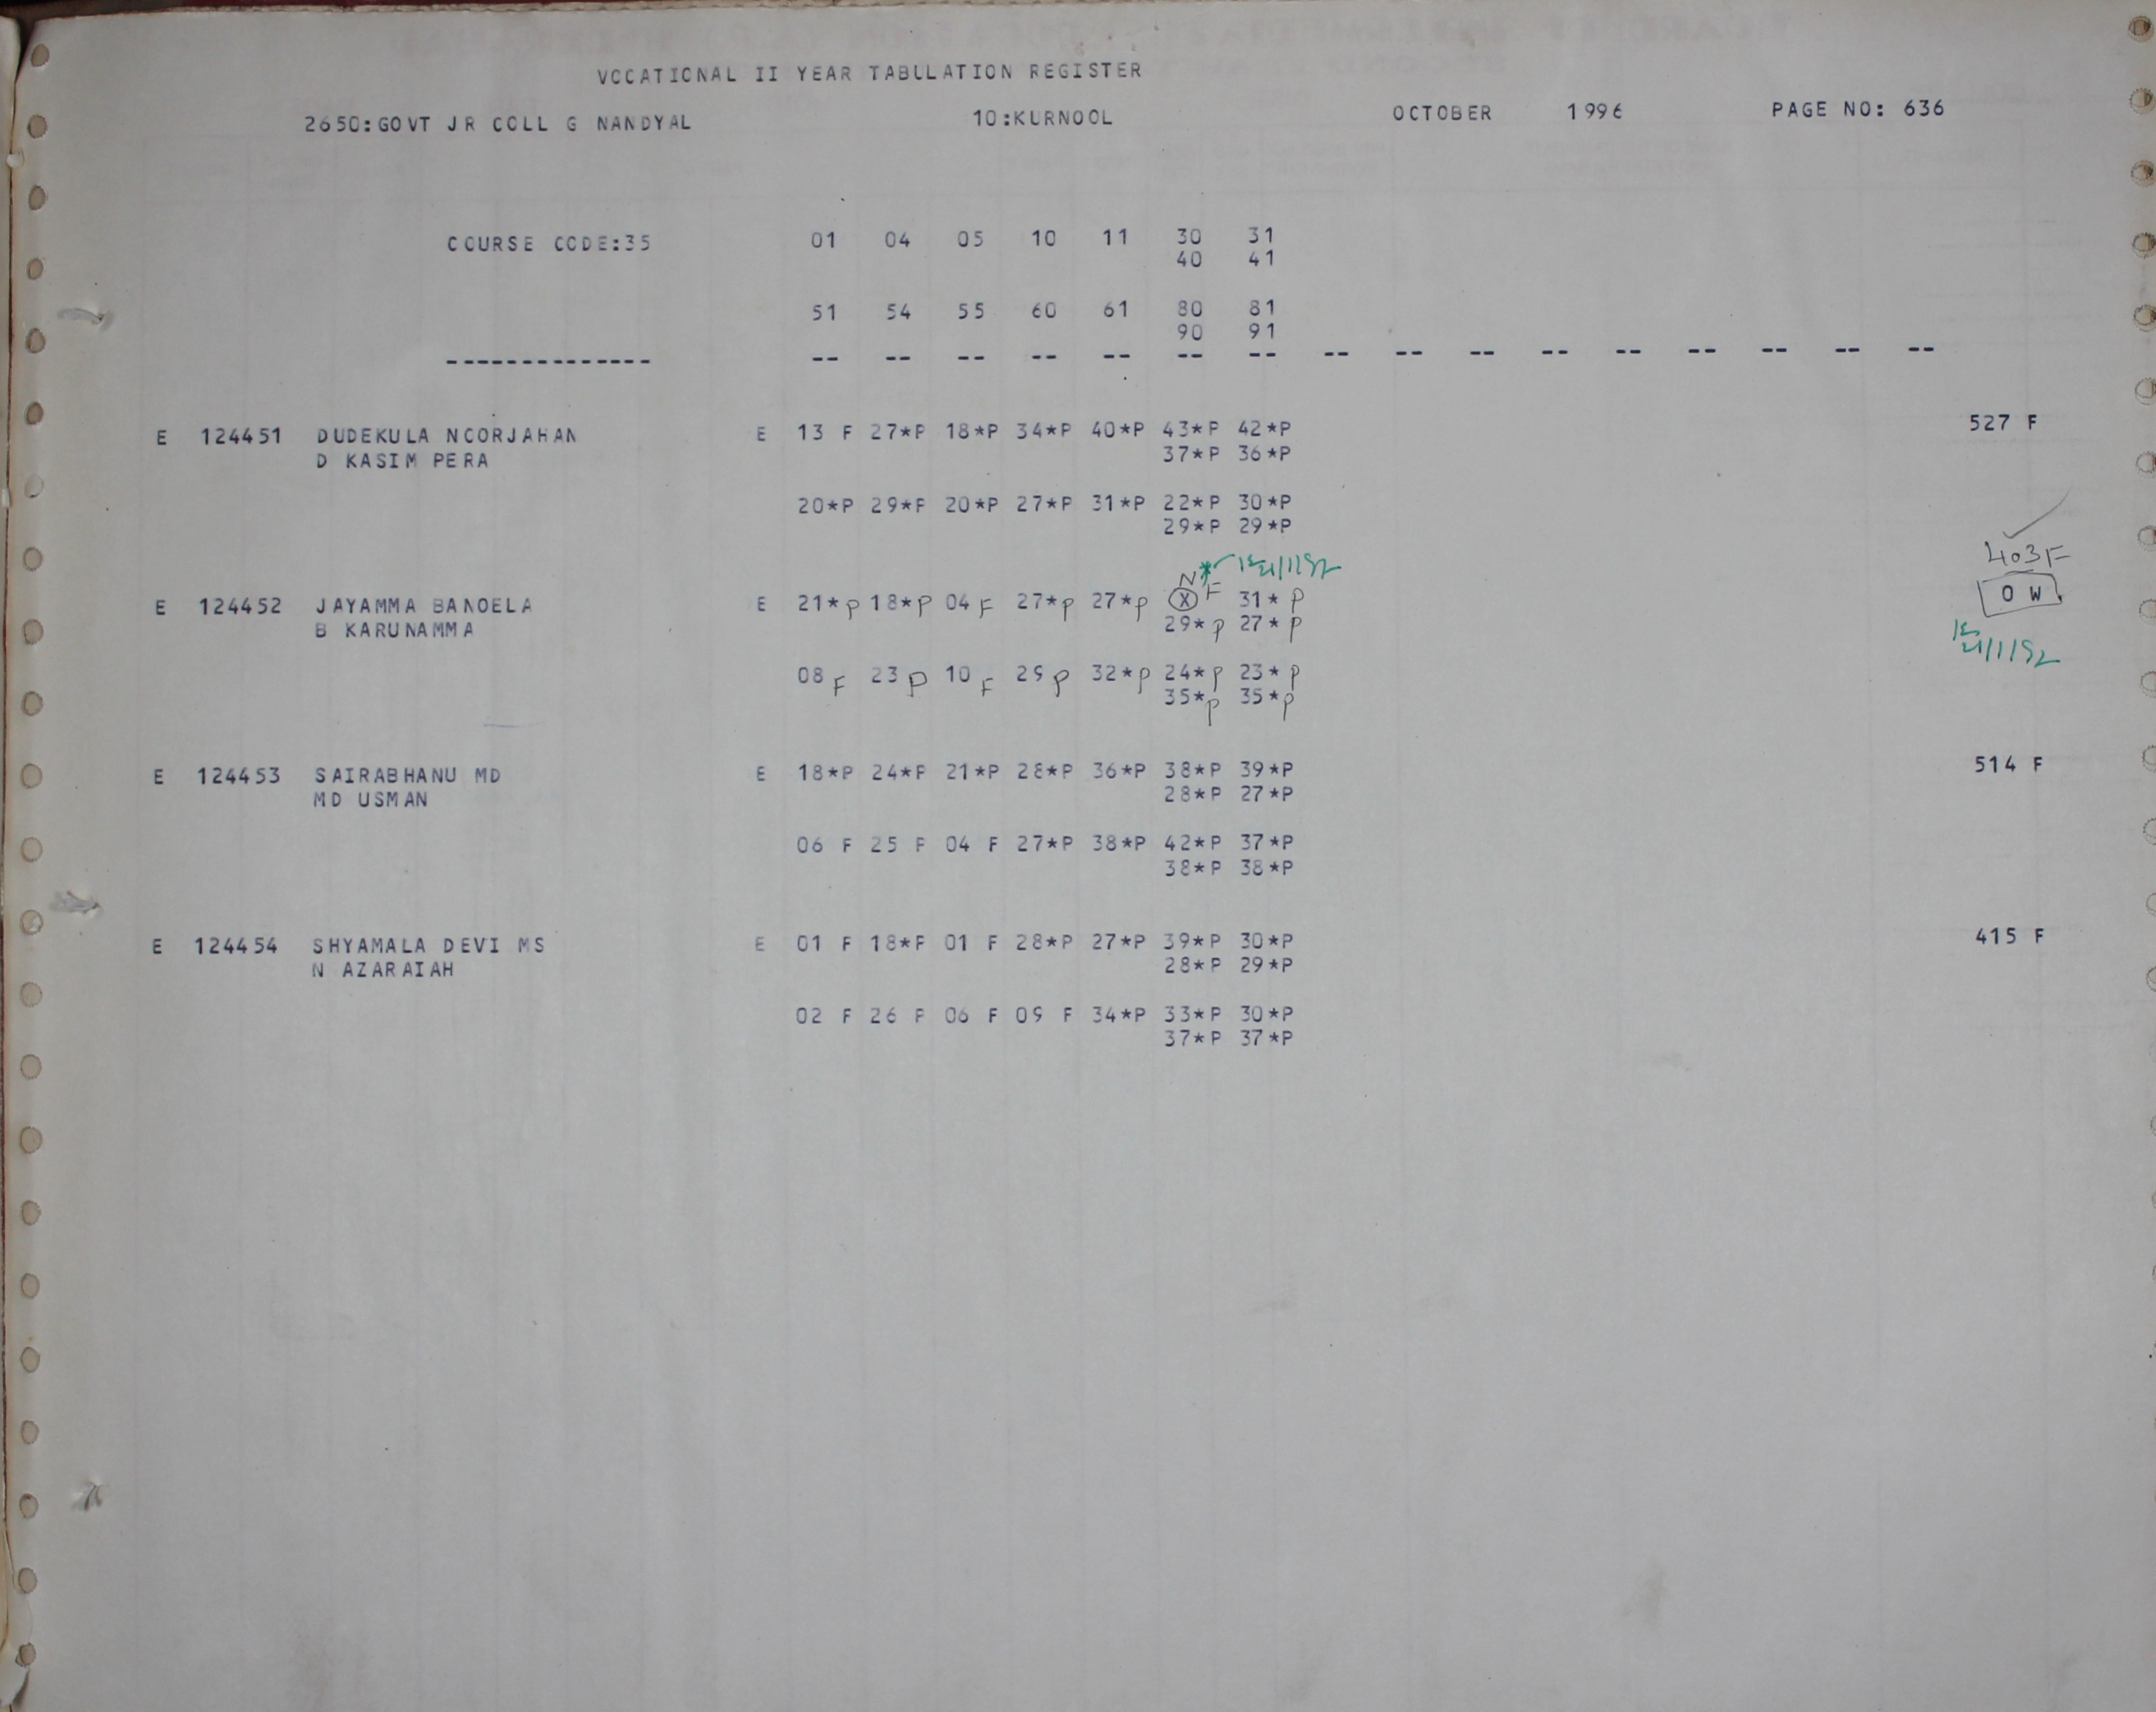 VOCATIONAL II YEAR TABULATION REGISTER
2650:GOVT JR COLL G NANDYAL 10:KURNOOL OCTOBER 1996 PAGE NO: 636
COURSE CODE:35 01 04 05 10 11 30 31
40 41
51 54 55 60 61 80 81
90 91
-------------- -- -- -- -- -- -- -- -- -- -- -- -- -- -- -- --
E 124451 DUDEKULA NOORJAHAN E 13 F 27*P 18*P 34*P 40*P 43*P 42*P 527 F
D KASIM PERA 37*P 36*P
20*P 29*P 20*P 27*P 31*P 22*P 30*P
29*P 29*P
403F
N *
E 124452 JAYAMMA BANOELA E 21*P 18*P 04 F 27*P 27*P X F 31*P O W
B KARUNAMMA 29*P 27*P
08 F 23 P 10 F 29 P 32*P 24*P 23*P
35*P 35*P
E 124453 SAIRABHANU MD E 18*P 24*P 21*P 28*P 36*P 38*P 39*P 514 F
MD USMAN 28*P 27*P
06 F 25 P 04 F 27*P 38*P 42*P 37*P
38*P 38*P
E 124454 SHYAMALA DEVI MS E 01 F 18*P 01 F 28*P 27*P 39*P 30*P 415 F
N AZARAIAH 28*P 29*P
02 F 26 P 06 F 09 F 34*P 33*P 30*P
37*P 37*P